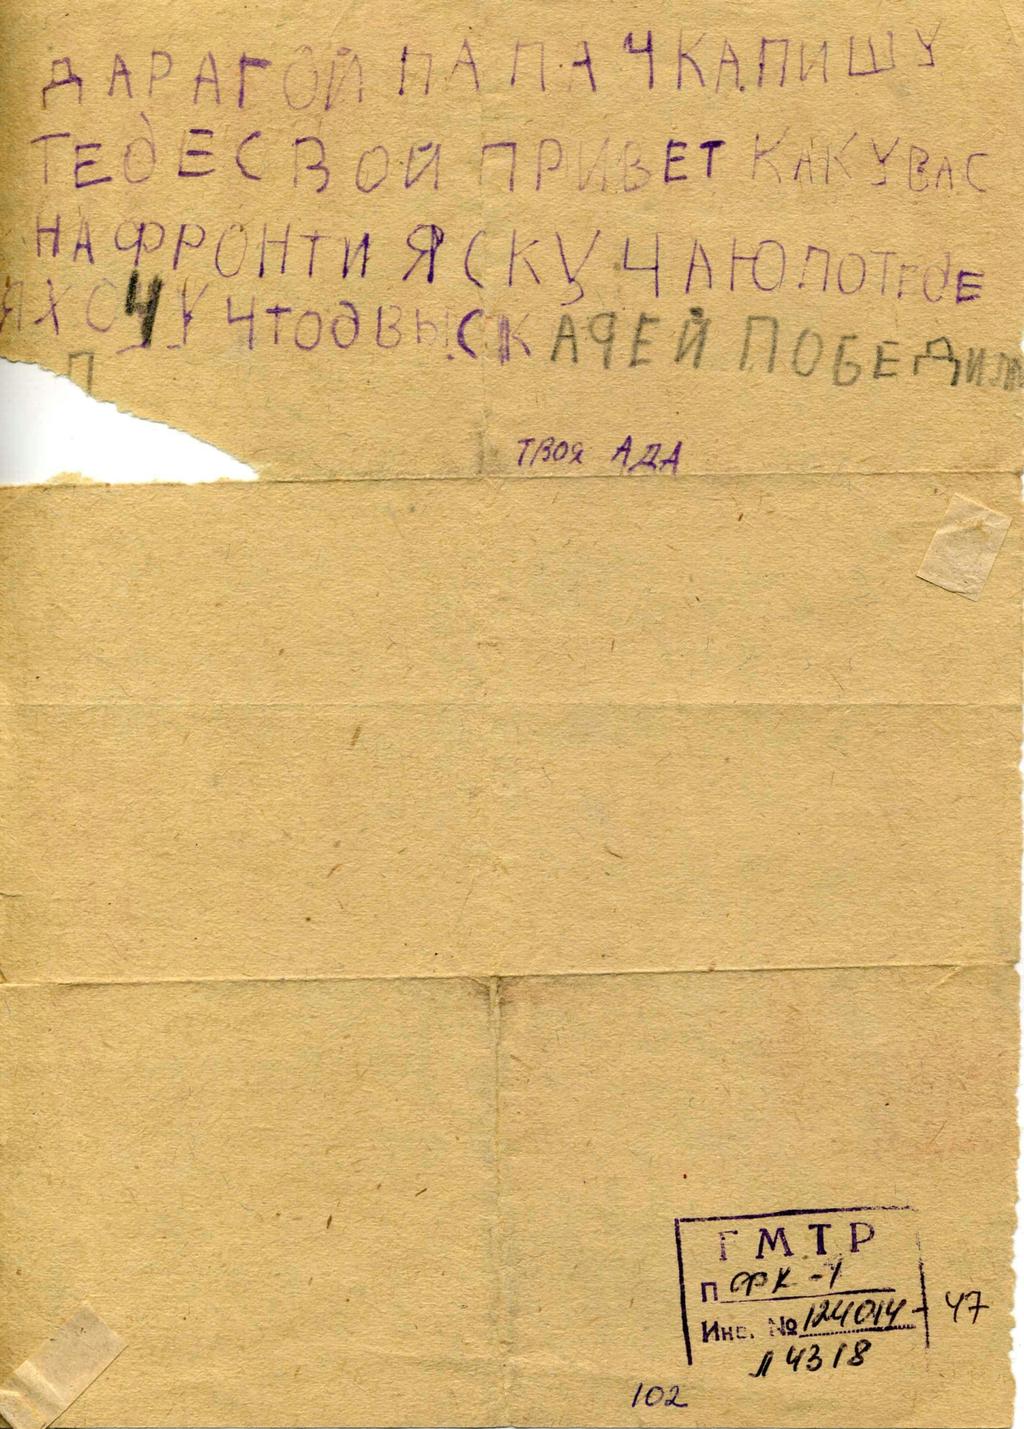 ДАРАГОЙ ПАПАЧКА.ПИШУ
ТЕбЕ СВОЙ ПРИВЕТ КАК У ВАС
НА ФРОНТИ Я СКУЧАЮ ПО ТЕбЕ
Я ХОЧУ ЧТОб ВЫ СКАЧЕЙ ПОБЕДИЛИ
П
ТВОЯ АДА
ГМТР
П ФК-1
Инв. № 124014-47
Л 4318
102